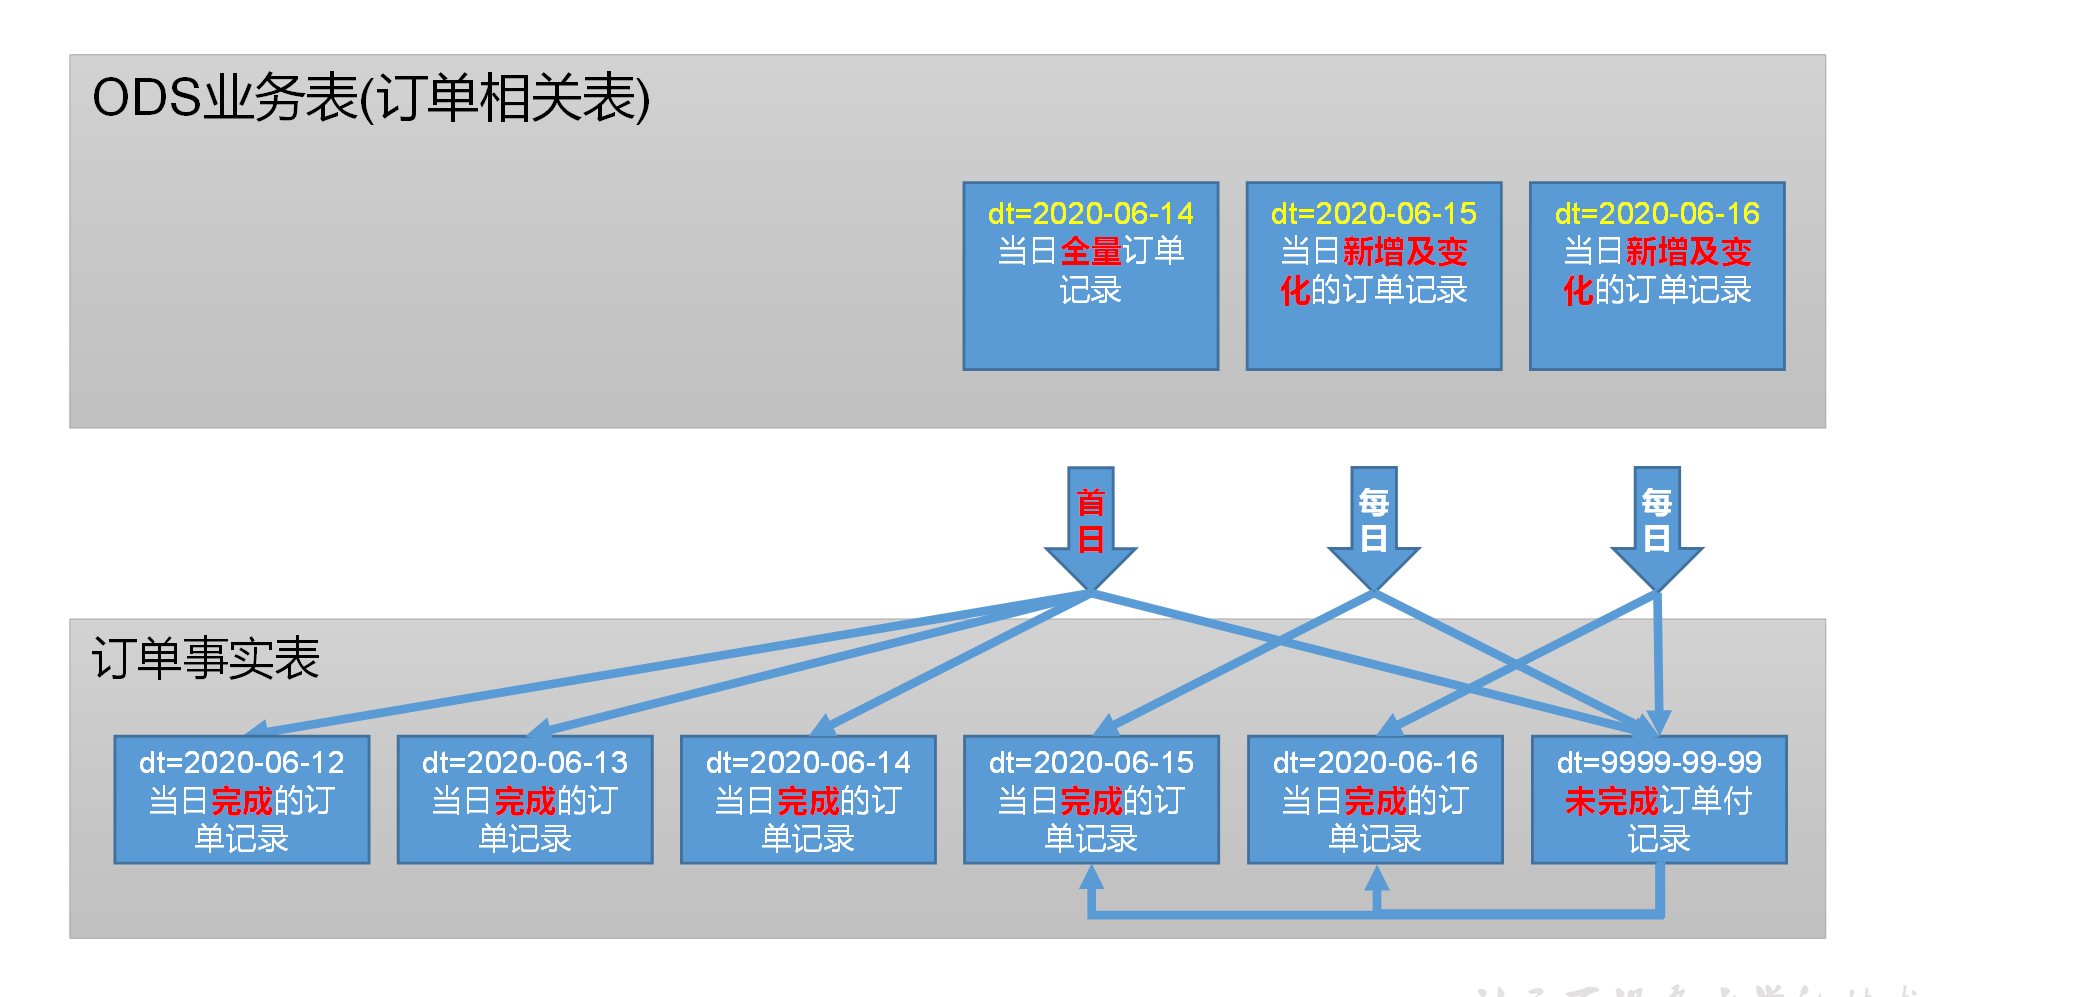 ODS业务表(订单相关表)
dt=2020-06-14
当日全量订单
记录
dt=2020-06-15
当日新增及变
化的订单记录
dt=2020-06-16
当日新增及变
化的订单记录
首
日
每
日
每
日
订单事实表
dt=2020-06-12
当日完成的订
单记录
dt=2020-06-13
当日完成的订
单记录
dt=2020-06-14
当日完成的订
单记录
dt=2020-06-15
当日完成的订
单记录
dt=2020-06-16
当日完成的订
单记录
dt=9999-99-99
未完成订单付
记录